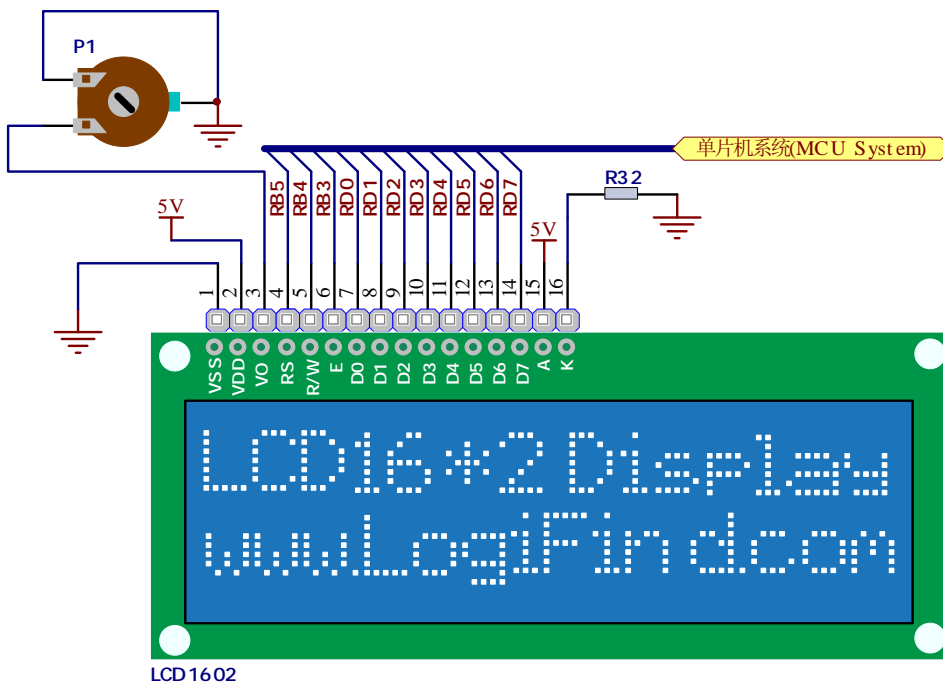 P1
单片机系统(MCU System)
R32
5V
5V
RB5
RB4
RB3
RD0
RD1
RD2
RD3
RD4
RD5
RD6
RD7
1
2
3
4
5
6
7
8
9
10
11
12
13
14
15
16
VSS
VDD
VO
RS
R/W
E
D0
D1
D2
D3
D4
D5
D6
D7
A
K
LCD16*2 Display
www.LogiFind.com
LCD1602